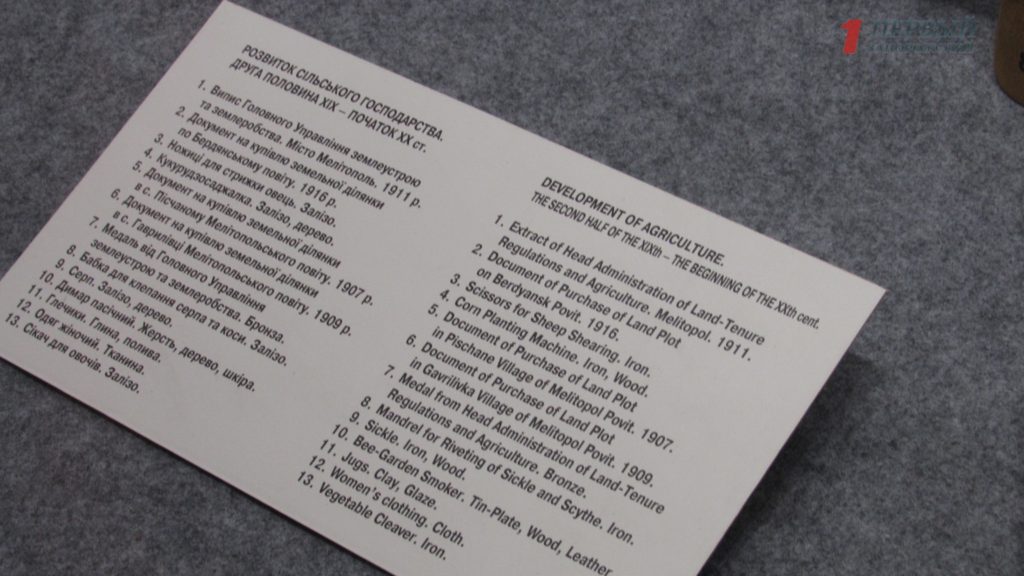 РОЗВИТОК СІЛЬСЬКОГО ГОСПОДАРСТВА.
ДРУГА ПОЛОВИНА XIX – ПОЧАТОК XX ст.
1. Випис Головного Управління землеустрою
та землеробства. Місто Мелітополь. 1911 р.
2. Документ на купівлю земельної ділянки
по Бердянському повіту. 1916 р.
3. Ножиці для стрижки овець. Залізо.
4. Кукурудзосаджалка. Залізо, дерево.
5. Документ на купівлю земельної ділянки
в с. Пісчаному Мелітопольського повіту. 1907 р.
6. Документ на купівлю земельної ділянки
в с. Гаврилівці Мелітопольського повіту. 1909 р.
7. Медаль від Головного Управління
землеустрою та землеробства. Бронза.
8. Бабка для клепання серпа та коси. Залізо.
9. Серп. Залізо, дерево.
10. Димар пасічний. Жерсть, дерево, шкіра.
11. Глечики. Глина, полива.
12. Одяг жіночий. Тканина.
13. Сікач для овочів. Залізо.
DEVELOPMENT OF AGRICULTURE.
THE SECOND HALF OF THE XIXth – THE BEGINNING OF THE XXth cent.
1. Extract of Head Administration of Land-Tenure
Regulations and Agriculture. Melitopol. 1911.
2. Document of Purchase of Land Plot
on Berdyansk Povit. 1916.
3. Scissors for Sheep Shearing. Iron.
4. Corn Planting Machine. Iron, Wood.
5. Document of Purchase of Land Plot
in Pischane Village of Melitopol Povit. 1907.
6. Document of Purchase of Land Plot
in Gavrilivka Village of Melitopol Povit. 1909.
7. Medal from Head Administration of Land-Tenure
Regulations and Agriculture. Bronze.
8. Mandrel for Riveting of Sickle and Scythe. Iron.
9. Sickle. Iron, Wood.
10. Bee-Garden Smoker. Tin-Plate, Wood, Leather
11. Jugs. Clay, Glaze.
12. Women's clothing. Cloth.
13. Vegetable Cleaver. Iron.
1 ПЕРВЫЙ